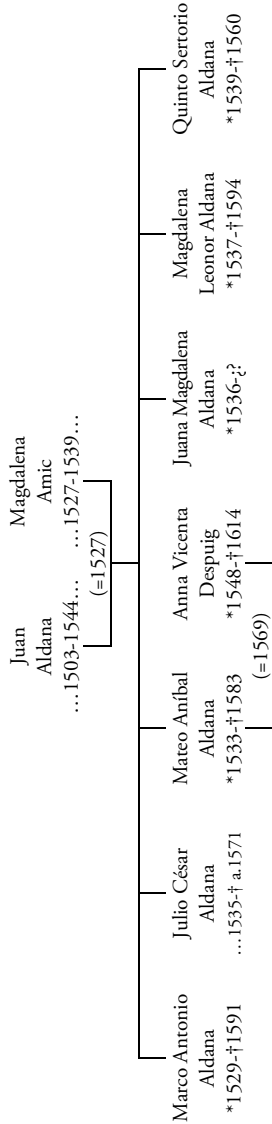 Juan
Aldana
…1503-1544…
Magdalena
Amic
…1527-1539…
(=1527)
Marco Antonio
Aldana
*1529-†1591
Julio César
Aldana
…1535-† a.1571
Mateo Aníbal
Aldana
*1533-†1583
Anna Vicenta
Despuig
*1548-†1614
Juana Magdalena
Aldana
*1536-¿?
Magdalena
Leonor Aldana
*1537-†1594
Quinto Sertorio
Aldana
*1539-†1560
(=1569)